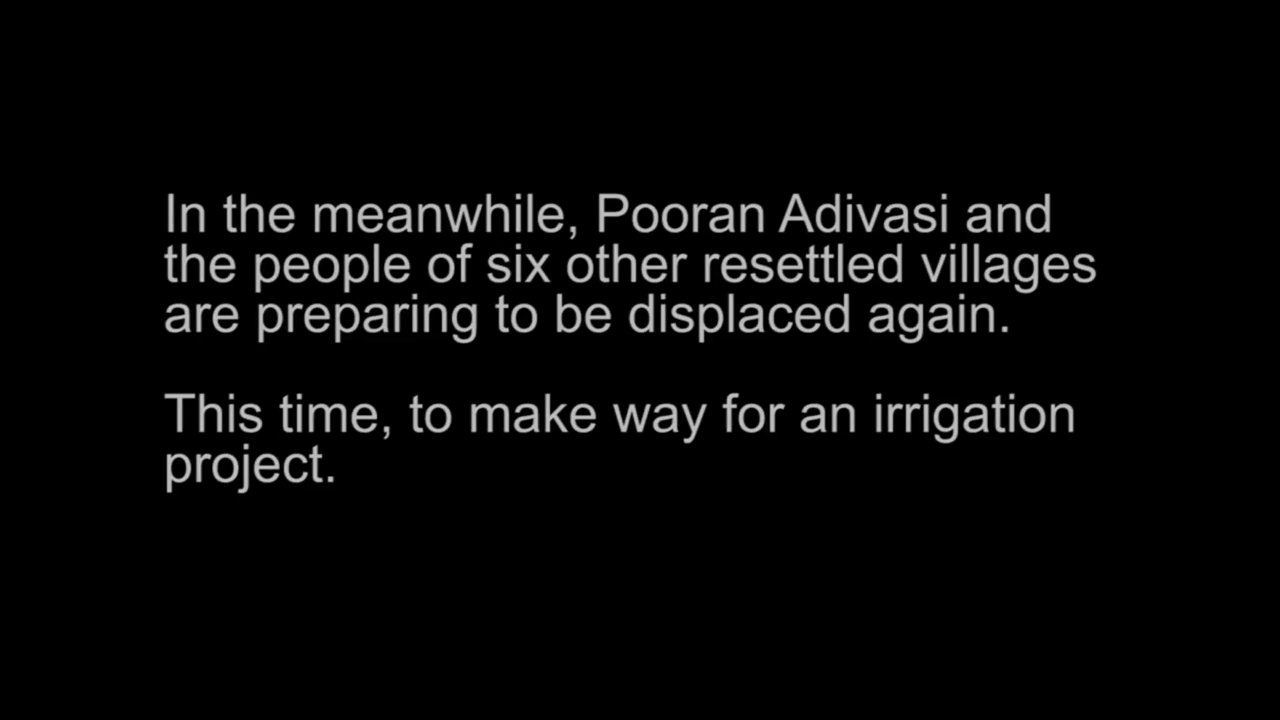 In the meanwhile, Pooran Adivasi and
the people of six other resettled villages
are preparing to be displaced again.
This time, to make way for an irrigation
project.